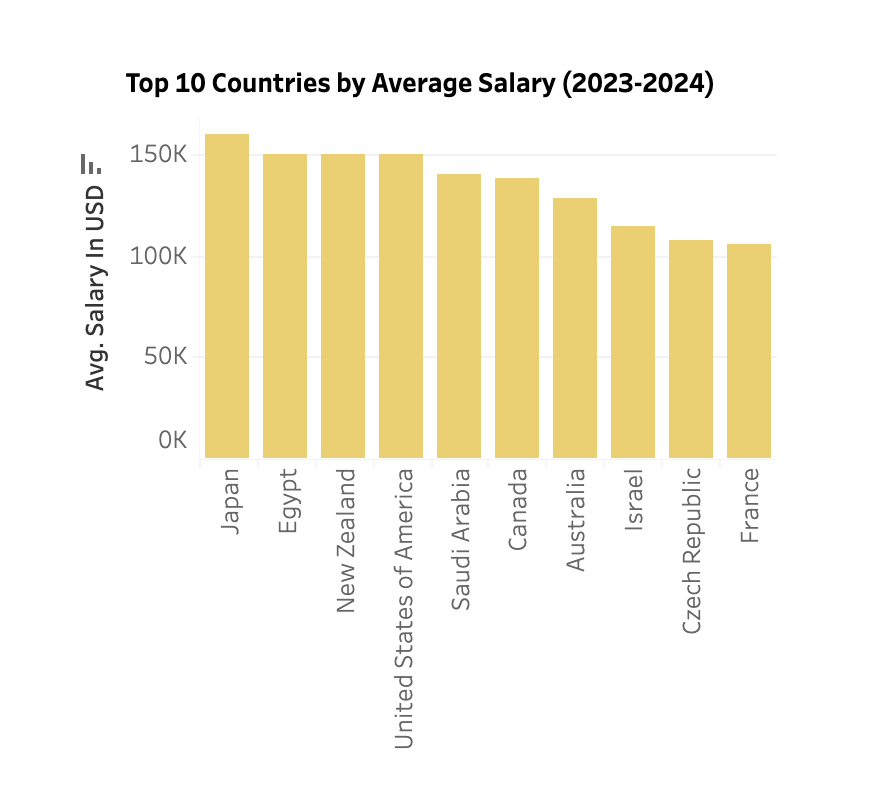 Top 10 Countries by Average Salary (2023-2024)
Avg. Salary In USD
150K
100K
50K
0K
Japan
Egypt
New Zealand
United States of America
Saudi Arabia
Canada
Australia
Israel
Czech Republic
France